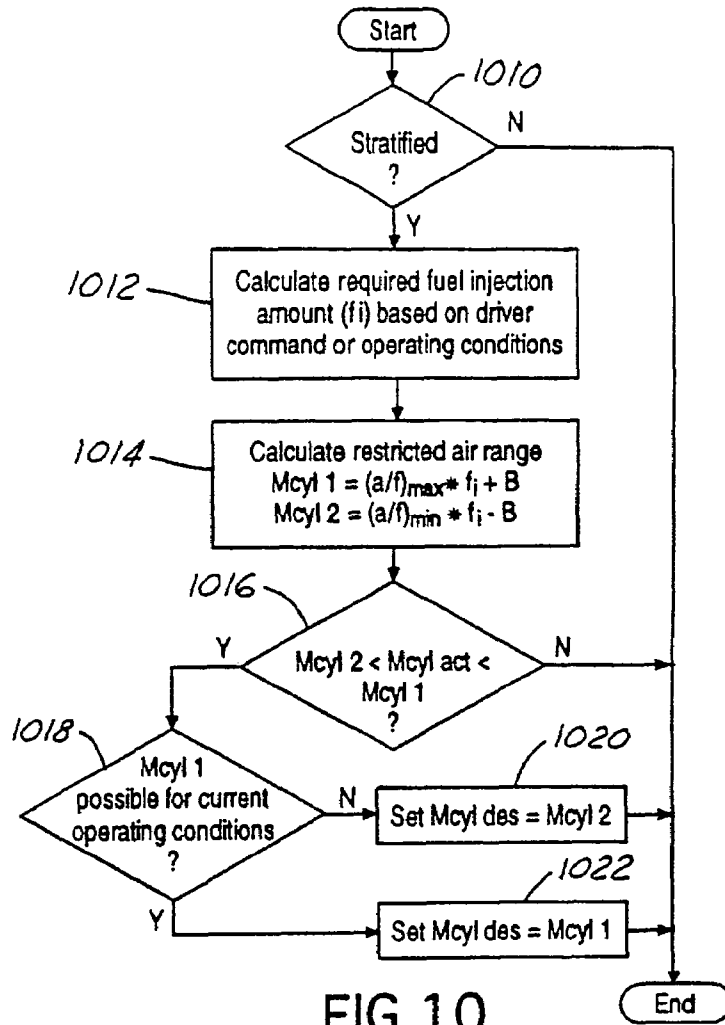 Start
1010
Stratified
?
N
Y
1012
Calculate required fuel injection
amount (fi) based on driver
command or operating conditions
1014
Calculate restricted air range
Mcyl 1 = (a/f)max* fi + B
Mcyl 2 = (a/f)min * fi - B
1016
Y
Mcyl 2 < Mcyl act <
Mcyl 1
?
N
1018
Mcyl 1
possible for current
operating conditions
?
N
1020
Set Mcyl des = Mcyl 2
Y
1022
Set Mcyl des = Mcyl 1
FIG.10
End